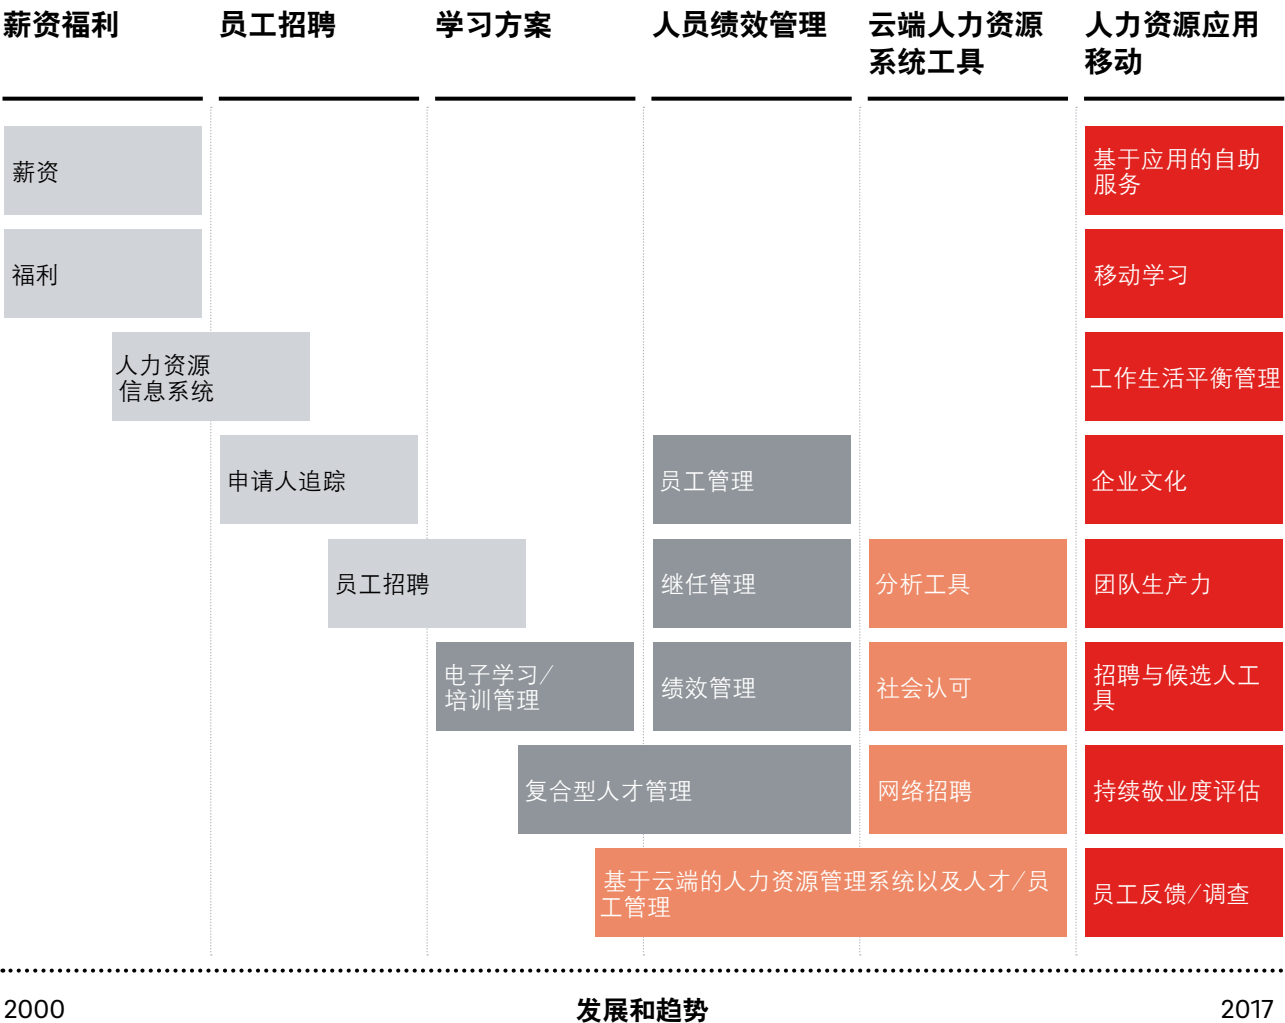 薪资福利
员工招聘
学习方案
人员绩效管理
云端人力资源
系统工具
人力资源应用
移动
薪资
福利
人力资源
信息系统
申请人追踪
员工招聘
电子学习/
培训管理
员工管理
继任管理
绩效管理
复合型人才管理
分析工具
社会认可
网络招聘
基于云端的人力资源管理系统以及人才/员
工管理
基于应用的自助
服务
移动学习
工作生活平衡管理
企业文化
团队生产力
招聘与候选人工
具
持续敬业度评估
员工反馈/调查
2000
发展和趋势
2017